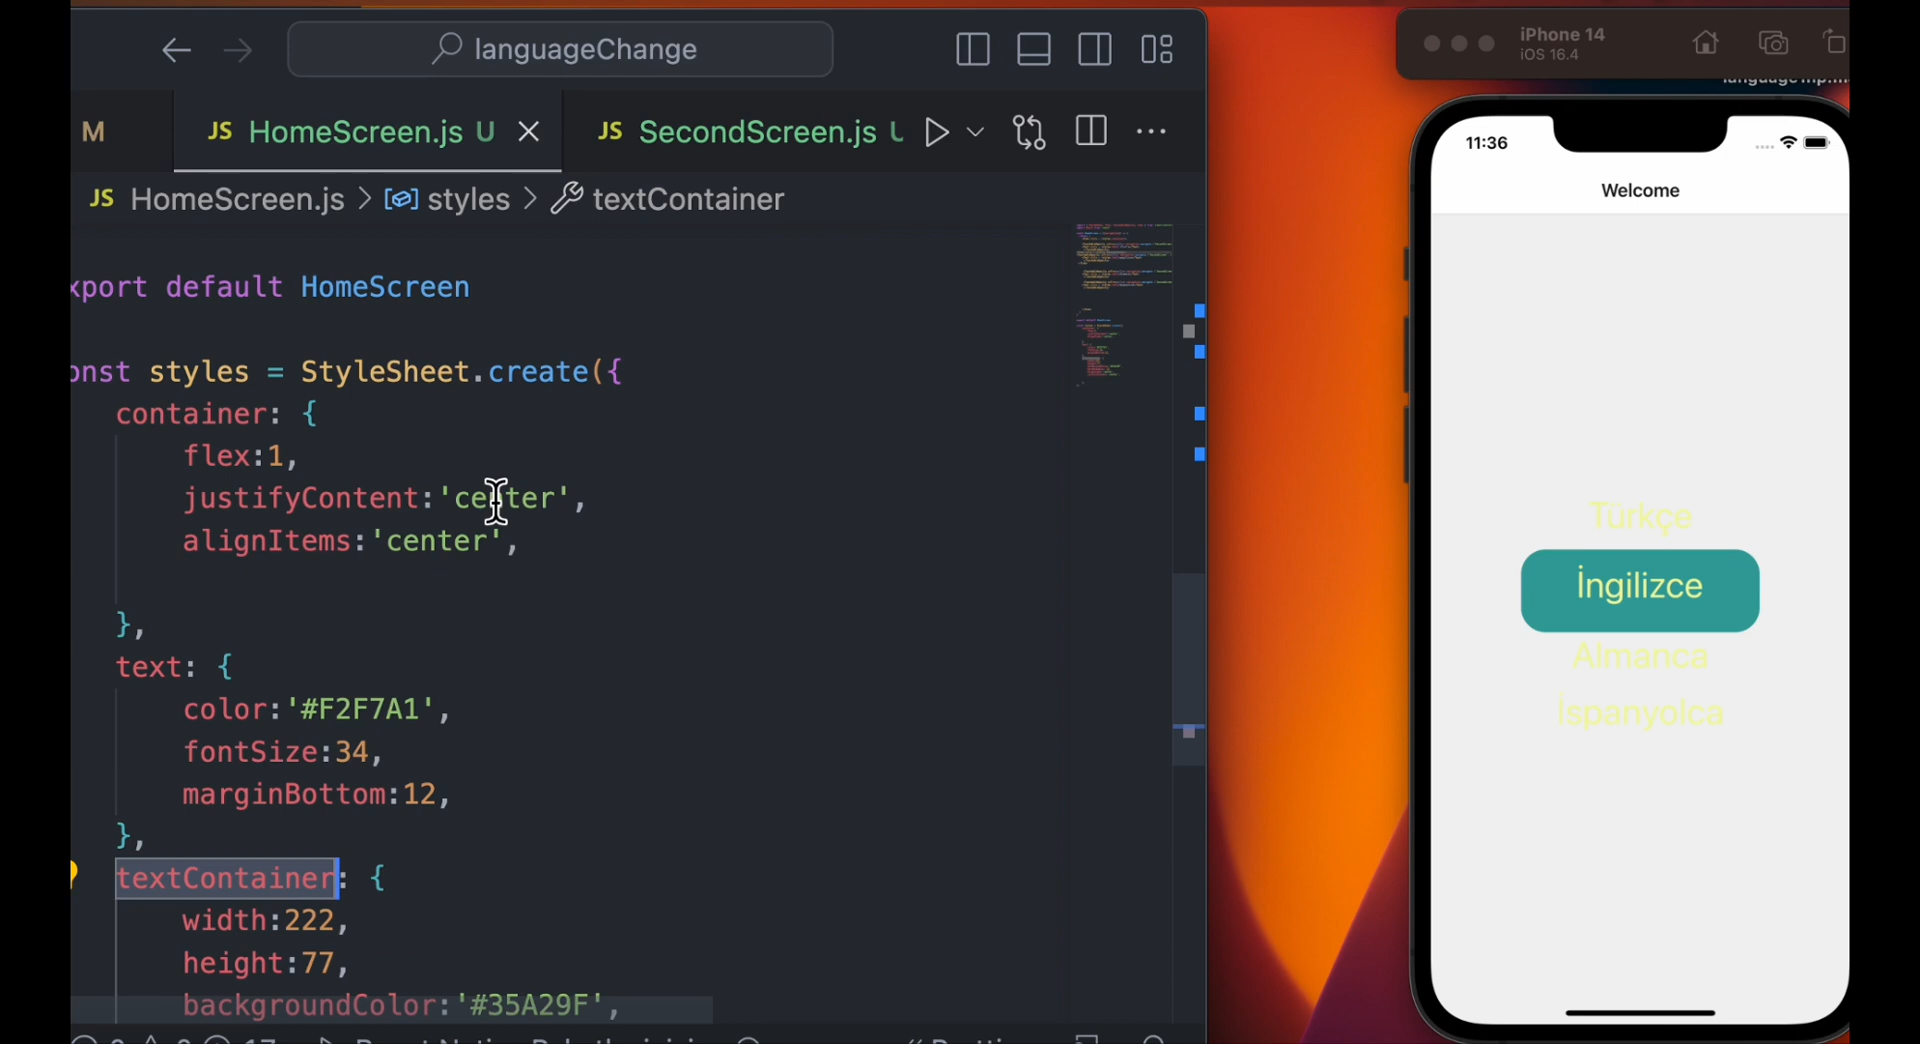 languageChange
M
JS HomeScreen.js U
JS SecondScreen.js
JS HomeScreen.js > styles > textContainer
xport default HomeScreen
onst styles = StyleSheet.create({
container: {
flex:1,
justifyContent:'center',
alignItems:'center',
},
text: {
color:'#F2F7A1',
fontSize:34,
marginBottom:12,
},
textContainer: {
width:222,
height:77,
backgroundColor:'#35A29F',
iPhone 14
iOS 16.4
11:36
Welcome
Türkçe
İngilizce
Almanca
İspanyolca